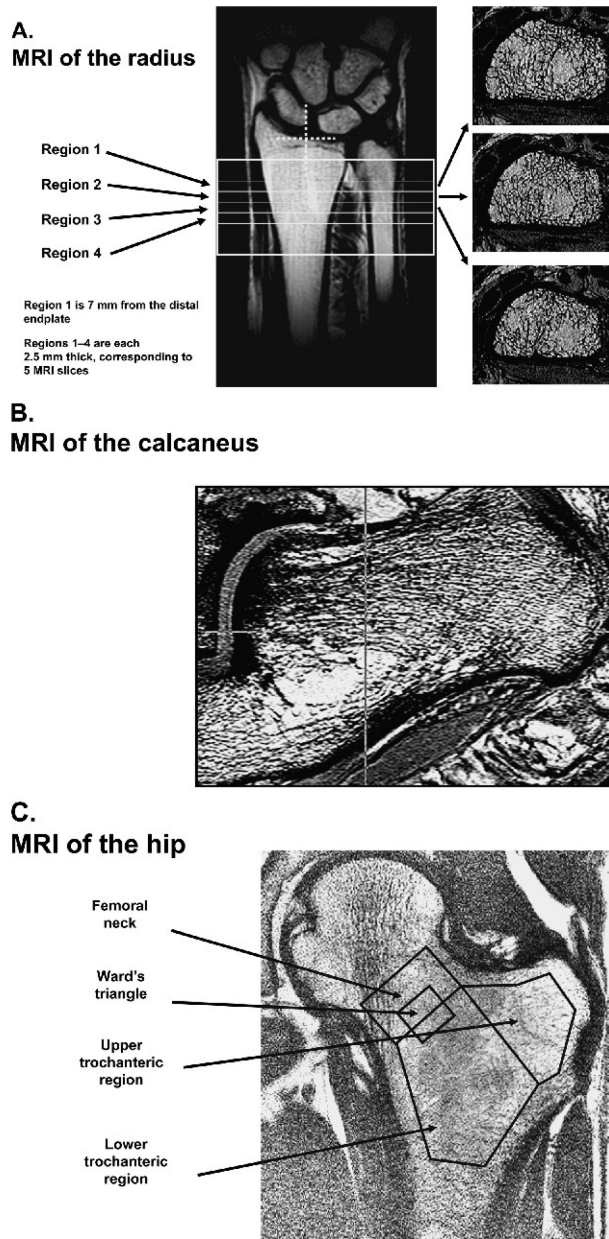 A.
MRI of the radius
Region 1
Region 2
Region 3
Region 4
Region 1 is 7 mm from the distal
endplate
Regions 1–4 are each
2.5 mm thick, corresponding to
5 MRI slices
B.
MRI of the calcaneus
C.
MRI of the hip
Femoral
neck
Ward's
triangle
Upper
trochanteric
region
Lower
trochanteric
region